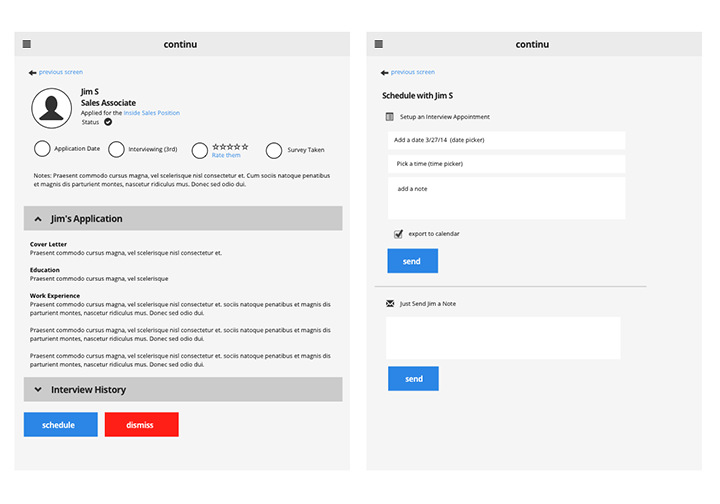 continu
previous screen
Jim S
Sales Associate
Applied for the Inside Sales Position
Status
Application Date
Interviewing (3rd)
Rate them
Survey Taken
Notes: Praesent commodo cursus magna, vel scelerisque nisl consectetur et. Cum sociis natoque penatibus
et magnis dis parturient montes, nascetur ridiculus mus. Donec sed odio dui.
Jim's Application
Cover Letter
Praesent commodo cursus magna, vel scelerisque nisl consectetur et.
Education
Praesent commodo cursus magna, vel scelerisque
Work Experience
Praesent commodo cursus magna, vel scelerisque nisl consectetur et. sociis natoque penatibus et magnis dis
parturient montes, nascetur ridiculus mus. Donec sed odio dui.
Praesent commodo cursus magna, vel scelerisque nisl consectetur et. sociis natoque penatibus et magnis dis
parturient montes, nascetur ridiculus mus. Donec sed odio dui.
Praesent commodo cursus magna, vel scelerisque nisl consectetur et. sociis natoque penatibus et magnis dis
parturient montes, nascetur ridiculus mus. Donec sed odio dui.
Interview History
schedule
dismiss
continu
previous screen
Schedule with Jim S
Setup an Interview Appointment
Add a date 3/27/14 (date picker)
Pick a time (time picker)
add a note
export to calendar
send
Just Send Jim a Note
send